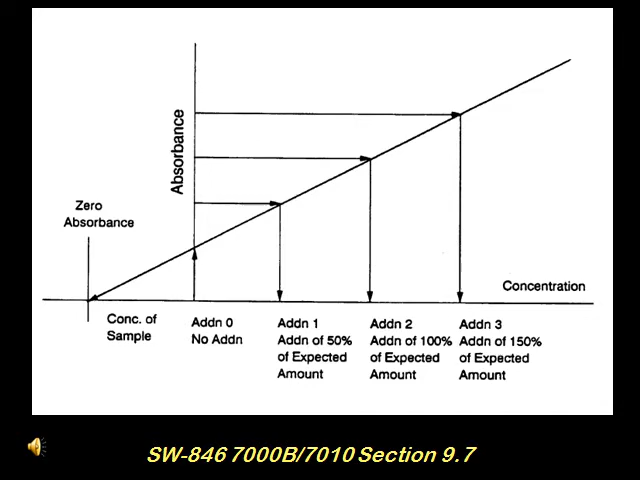 Absorbance
Zero
Absorbance
Concentration
Conc. of
Sample
Addn 0
No Addn
Addn 1
Addn of 50%
of Expected
Amount
Addn 2
Addn of 100%
of Expected
Amount
Addn 3
Addn of 150%
of Expected
Amount
SW-846 7000B/7010 Section 9.7